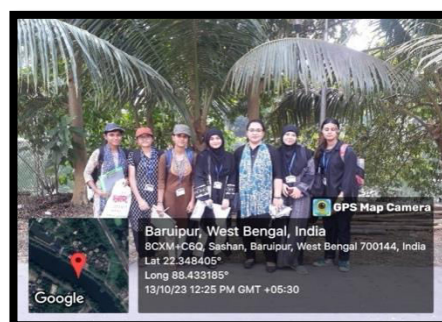 GPS Map Camera
Baruipur, West Bengal, India
8CXM+C6Q, Sashan, Baruipur, West Bengal 700144, India
Lat 22.348405°
Long 88.433185°
13/10/23 12:25 PM GMT +05:30
Google